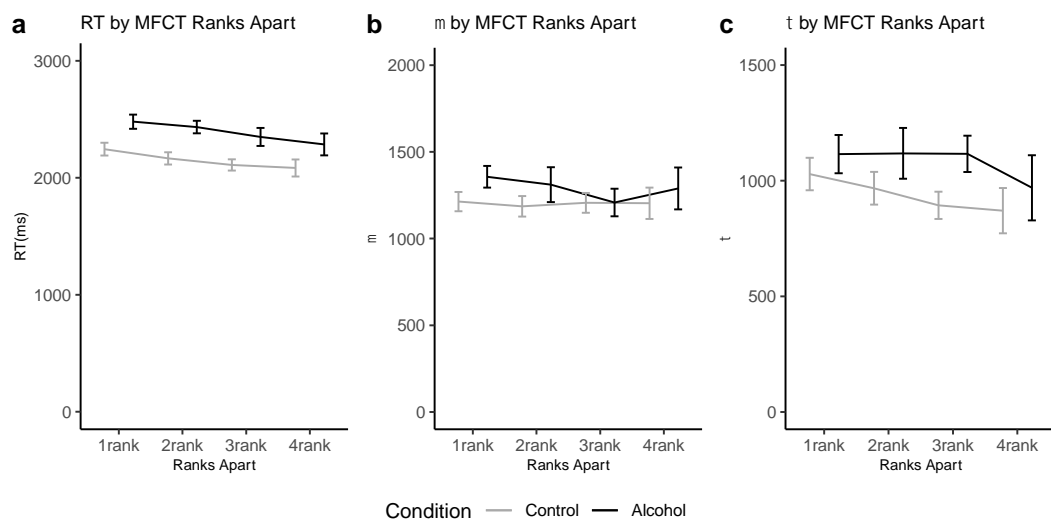 a RT by MFCT Ranks Apart
3000
2000
1000
0
RT(ms)
1rank 2rank 3rank 4rank
Ranks Apart
b m by MFCT Ranks Apart
2000
1500
1000
500
0
m
1rank 2rank 3rank 4rank
Ranks Apart
c t by MFCT Ranks Apart
1500
1000
500
0
t
1rank 2rank 3rank 4rank
Ranks Apart
Condition Control Alcohol